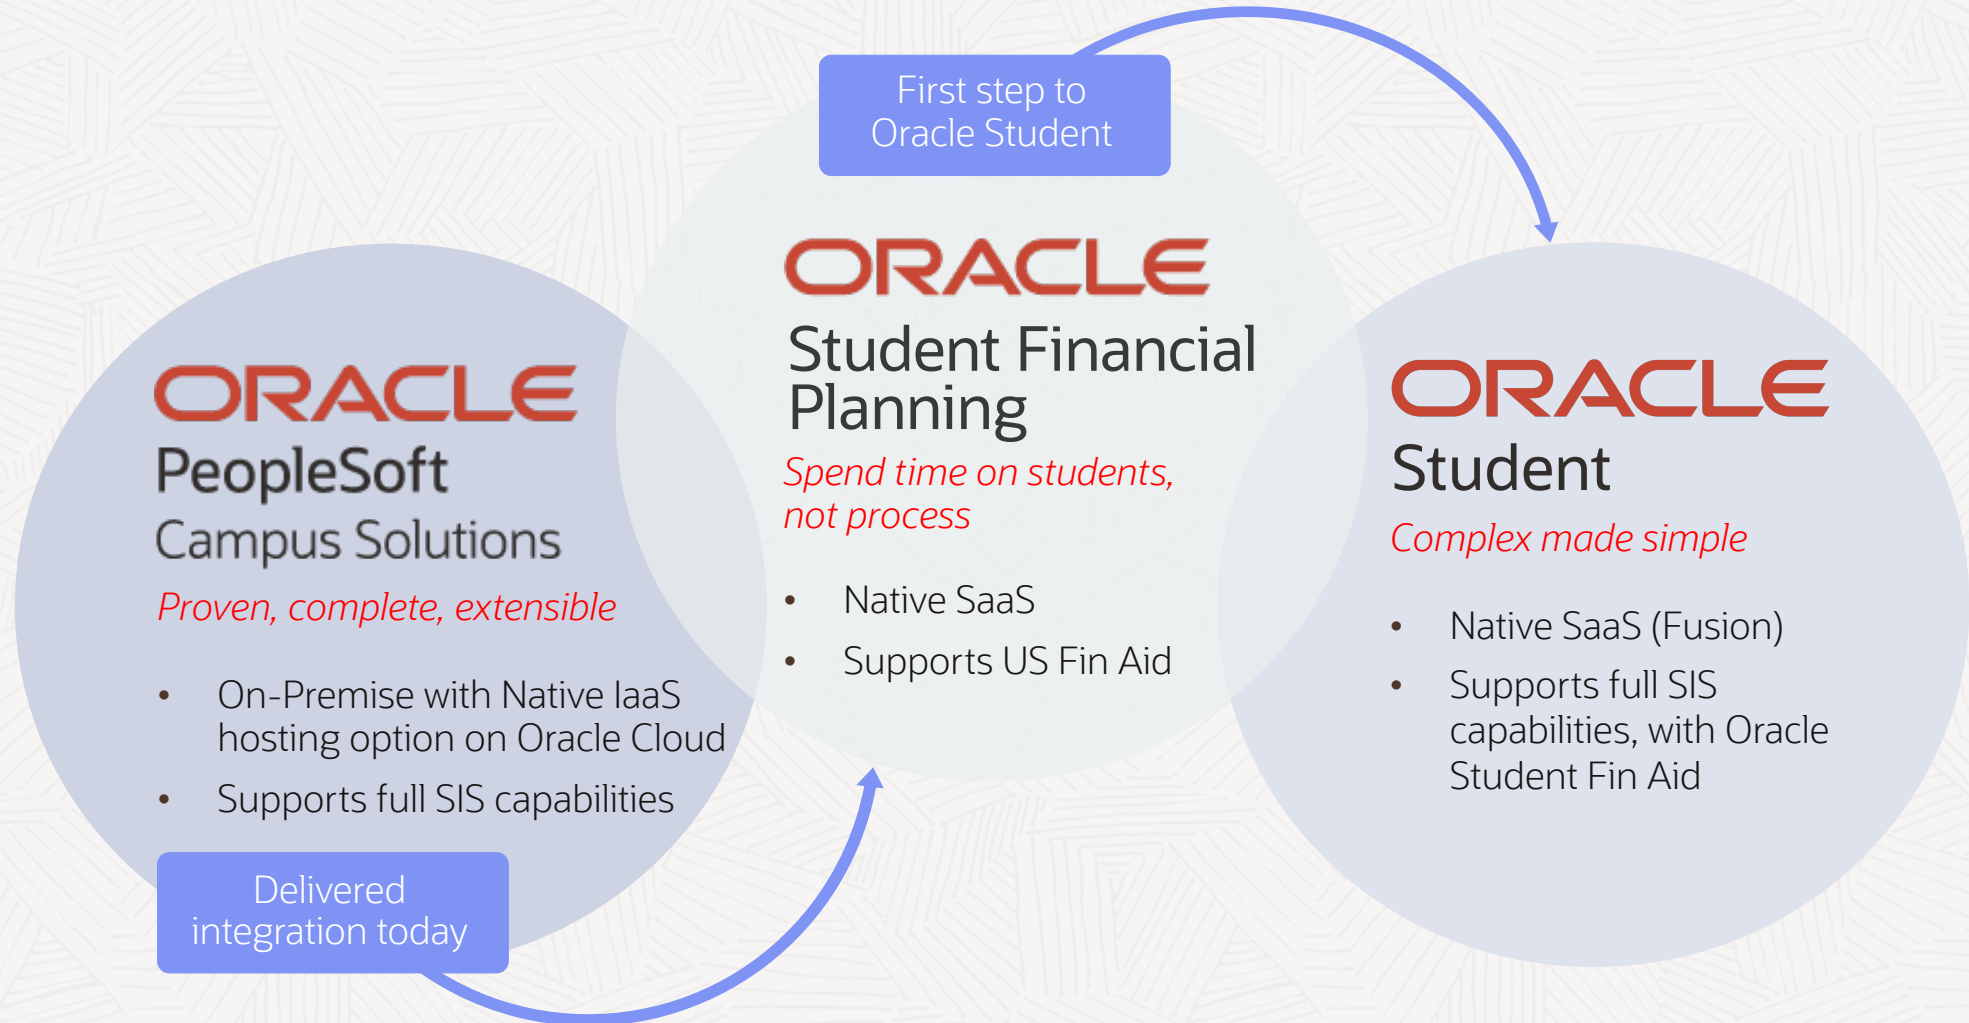 First step to
Oracle Student
ORACLE
PeopleSoft
Campus Solutions
Proven, complete, extensible
• On-Premise with Native IaaS
hosting option on Oracle Cloud
• Supports full SIS capabilities
Delivered
integration today
ORACLE
Student Financial
Planning
Spend time on students,
not process
• Native SaaS
• Supports US Fin Aid
ORACLE
Student
Complex made simple
• Native SaaS (Fusion)
• Supports full SIS
capabilities, with Oracle
Student Fin Aid